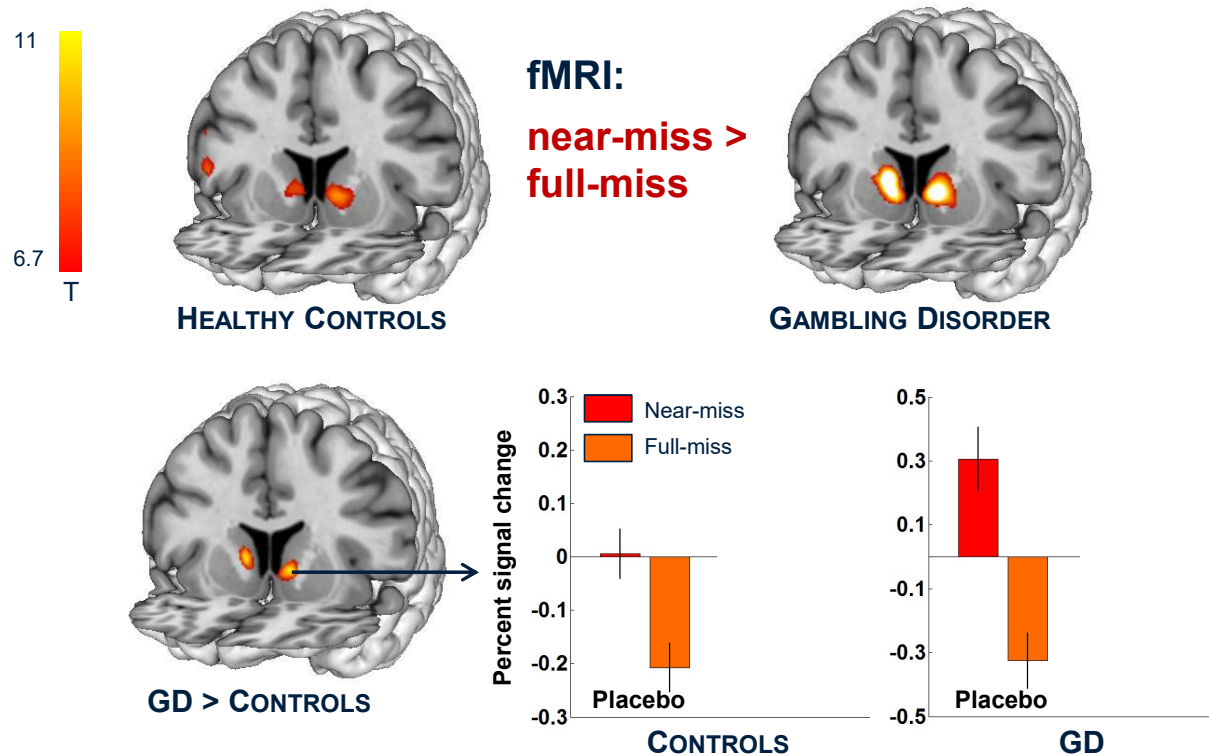 11
6.7
T
fMRI:
near-miss >
full-miss
HEALTHY CONTROLS
GAMBLING DISORDER
GD > CONTROLS
Percent signal change
0.3
0.2
0.1
0
-0.1
-0.2
-0.3
Near-miss
Full-miss
Placebo
CONTROLS
0.5
0.3
0.1
-0.1
-0.3
-0.5
Placebo
GD